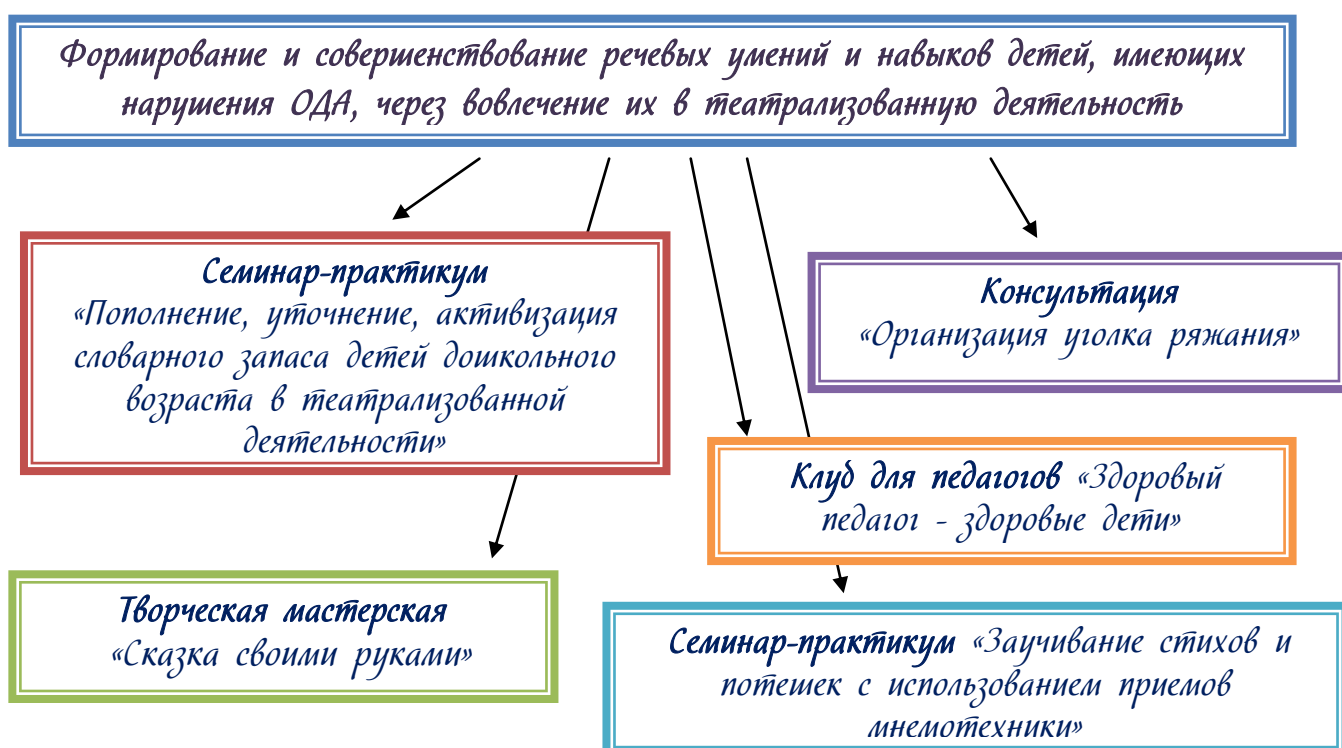 Формирование и совершенствование речевых умений и навыков детей, имеющих
нарушения ОДА, через вовлечение их в театрализованную деятельность
Семинар-практикум
«Пополнение, уточнение, активизация
словарного запаса детей дошкольного
возраста в театрализованной
деятельности»
Консультация
«Организация уголка ряжания»
Клуб для педагогов «Здоровый
педагог - здоровые дети»
Творческая мастерская
«Сказка своими руками»
Семинар-практикум «Заучивание стихов и
потешек с использованием приемов
мнемотехники»